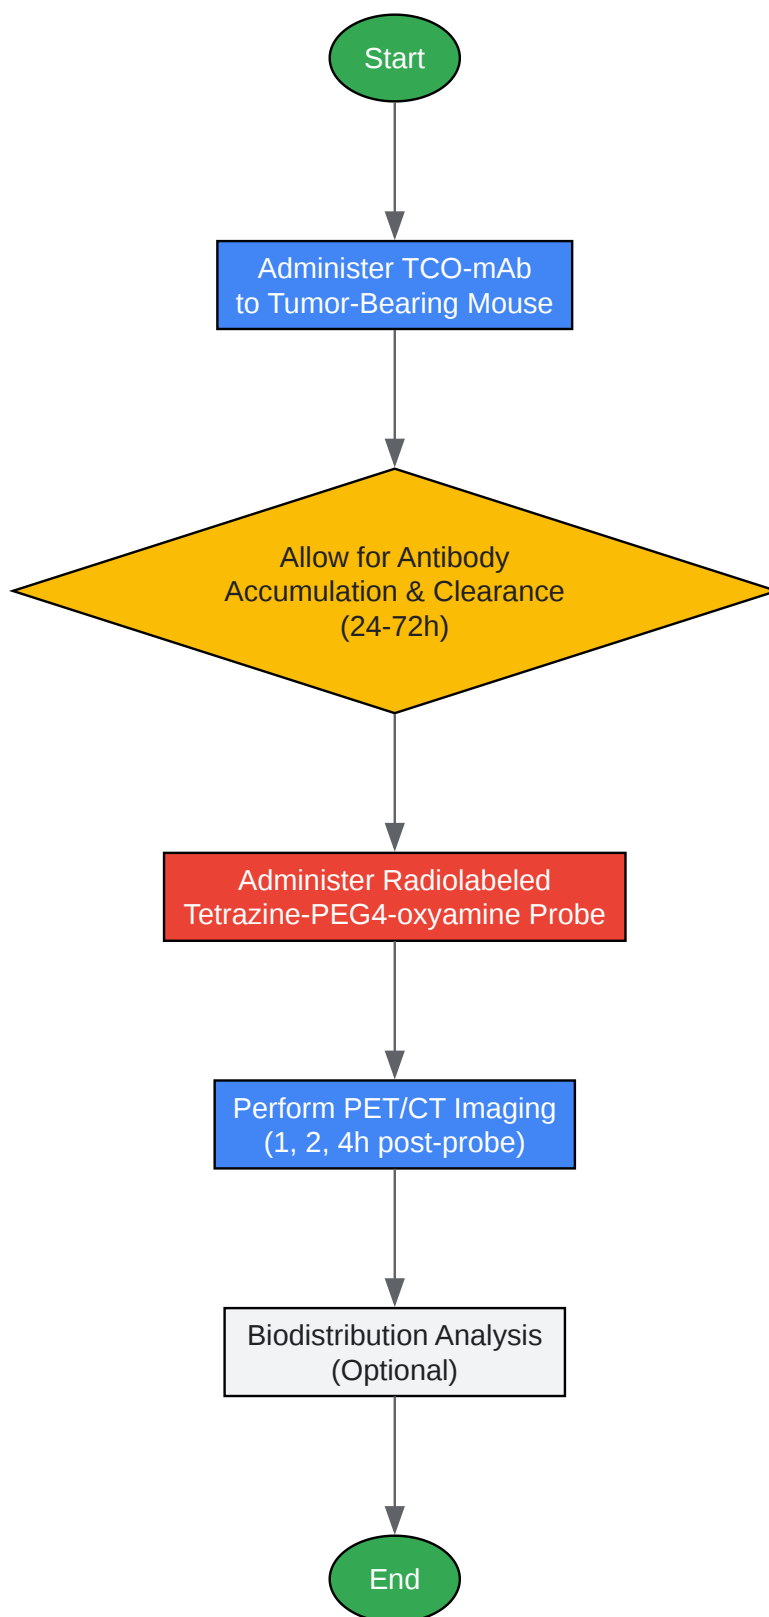 Start
Administer TCO-mAb
to Tumor-Bearing Mouse
Allow for Antibody
Accumulation & Clearance
(24-72h)
Administer Radiolabeled
Tetrazine-PEG4-oxyamine Probe
Perform PET/CT Imaging
(1, 2, 4h post-probe)
Biodistribution Analysis
(Optional)
End